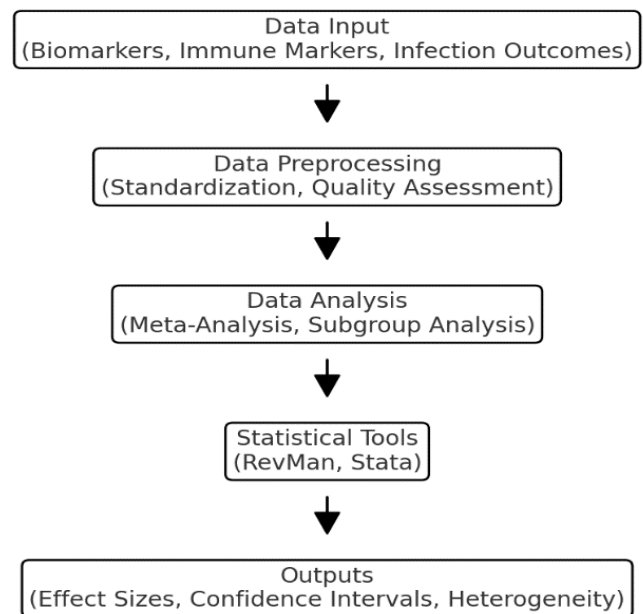 Data Input
(Biomarkers, Immune Markers, Infection Outcomes)
Data Preprocessing
(Standardization, Quality Assessment)
Data Analysis
(Meta-Analysis, Subgroup Analysis)
Statistical Tools
(RevMan, Stata)
Outputs
(Effect Sizes, Confidence Intervals, Heterogeneity)